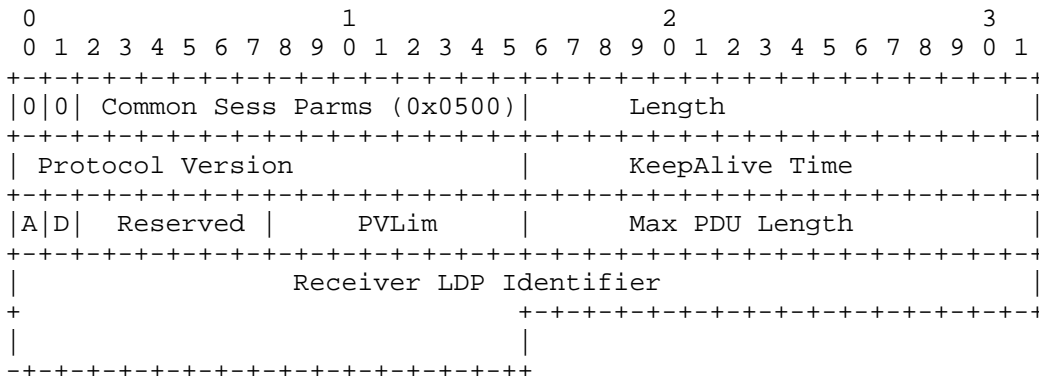 0                   1                   2                   3
 0 1 2 3 4 5 6 7 8 9 0 1 2 3 4 5 6 7 8 9 0 1 2 3 4 5 6 7 8 9 0 1
+-+-+-+-+-+-+-+-+-+-+-+-+-+-+-+-+-+-+-+-+-+-+-+-+-+-+-+-+-+-+-+-+
|0|0| Common Sess Parms (0x0500)|      Length                   |
+-+-+-+-+-+-+-+-+-+-+-+-+-+-+-+-+-+-+-+-+-+-+-+-+-+-+-+-+-+-+-+-+
| Protocol Version              |      KeepAlive Time           |
+-+-+-+-+-+-+-+-+-+-+-+-+-+-+-+-+-+-+-+-+-+-+-+-+-+-+-+-+-+-+-+-+
|A|D|  Reserved |     PVLim     |      Max PDU Length           |
+-+-+-+-+-+-+-+-+-+-+-+-+-+-+-+-+-+-+-+-+-+-+-+-+-+-+-+-+-+-+-+-+
|                 Receiver LDP Identifier                       |
+                               +-+-+-+-+-+-+-+-+-+-+-+-+-+-+-+-+
|                               |
-+-+-+-+-+-+-+-+-+-+-+-+-+-+-+-++